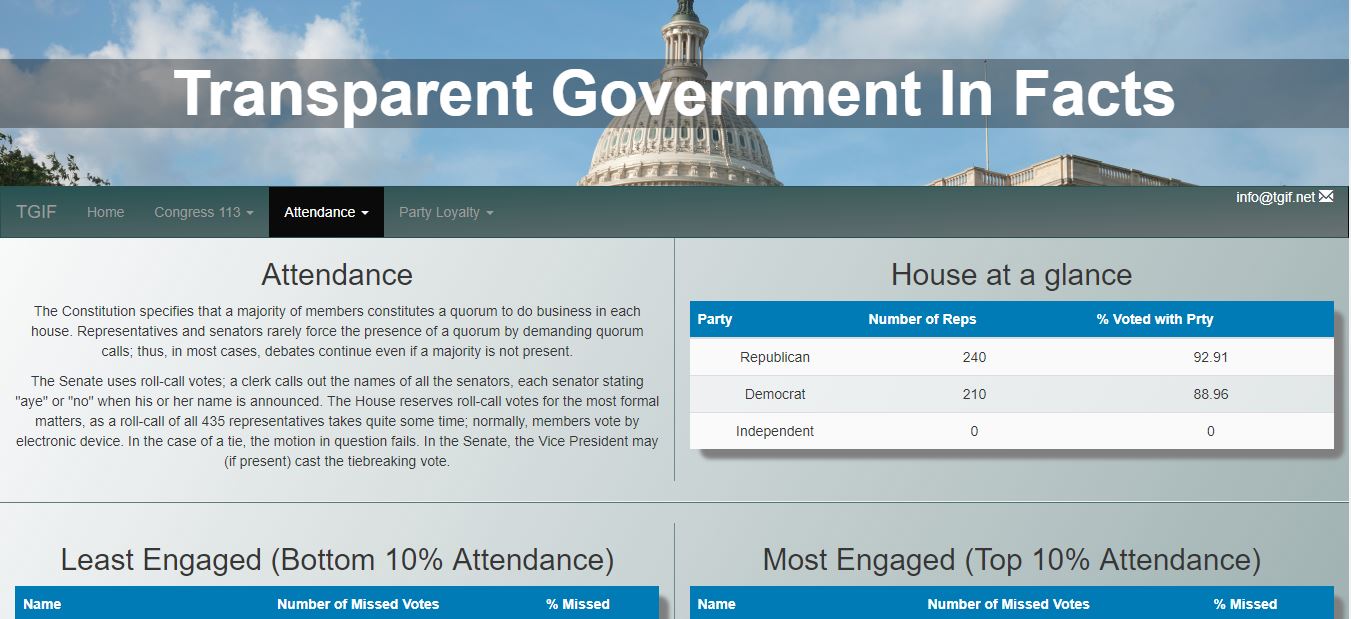 Transparent Government In Facts
TGIF Home Congress 113 Attendance Party Loyalty info@tgif.net
Attendance
The Constitution specifies that a majority of members constitutes a quorum to do business in each
house. Representatives and senators rarely force the presence of a quorum by demanding quorum
calls; thus, in most cases, debates continue even if a majority is not present.
The Senate uses roll-call votes; a clerk calls out the names of all the senators, each senator stating
"aye" or "no" when his or her name is announced. The House reserves roll-call votes for the most formal
matters, as a roll-call of all 435 representatives takes quite some time; normally, members vote by
electronic device. In the case of a tie, the motion in question fails. In the Senate, the Vice President may
(if present) cast the tiebreaking vote.
House at a glance
Party Number of Reps % Voted with Prty
Republican 240 92.91
Democrat 210 88.96
Independent 0 0
Least Engaged (Bottom 10% Attendance)
Name Number of Missed Votes % Missed
Most Engaged (Top 10% Attendance)
Name Number of Missed Votes % Missed